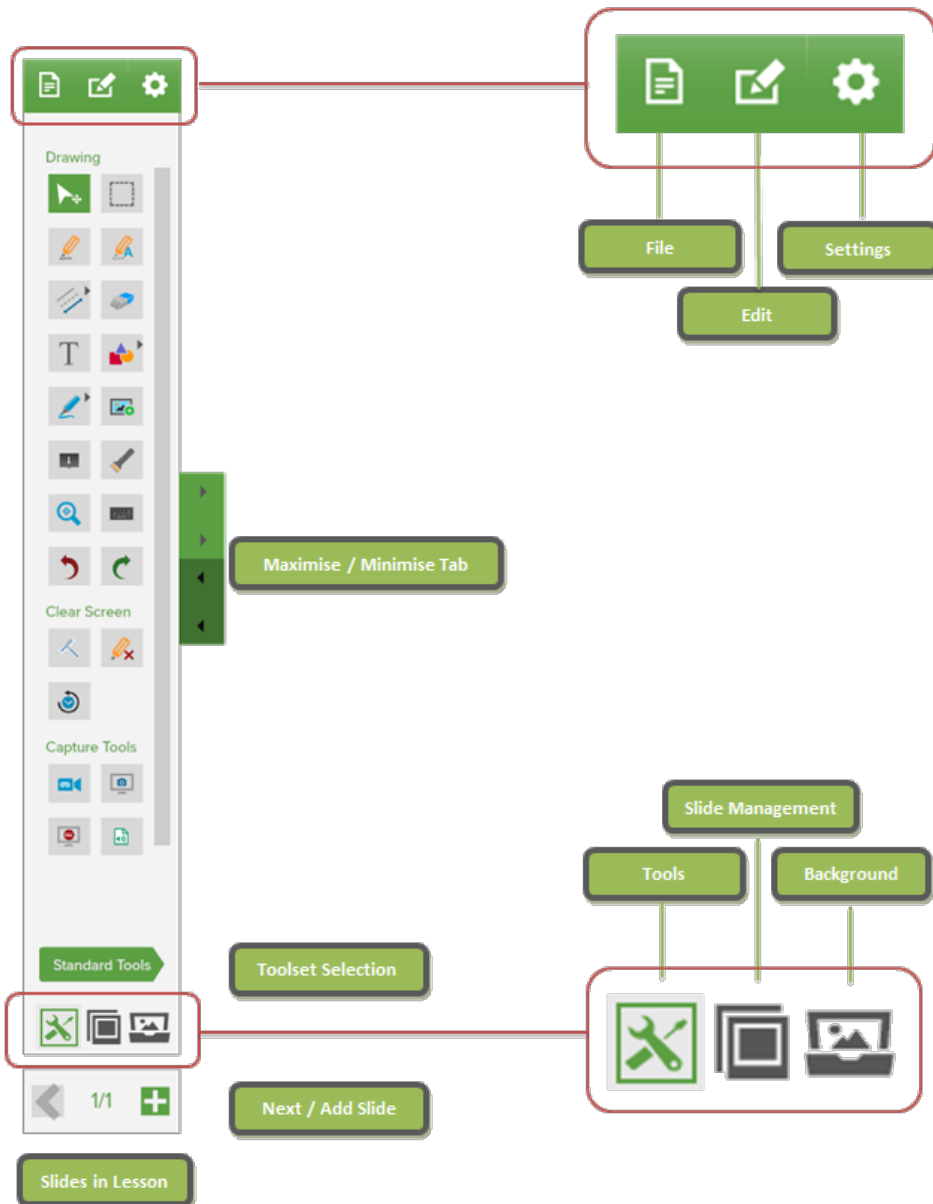 Drawing
File
Settings
Edit
T
Maximise / Minimise Tab
Clear Screen
Capture Tools
Slide Management
Tools
Background
Standard Tools
Toolset Selection
1/1
Next / Add Slide
Slides in Lesson